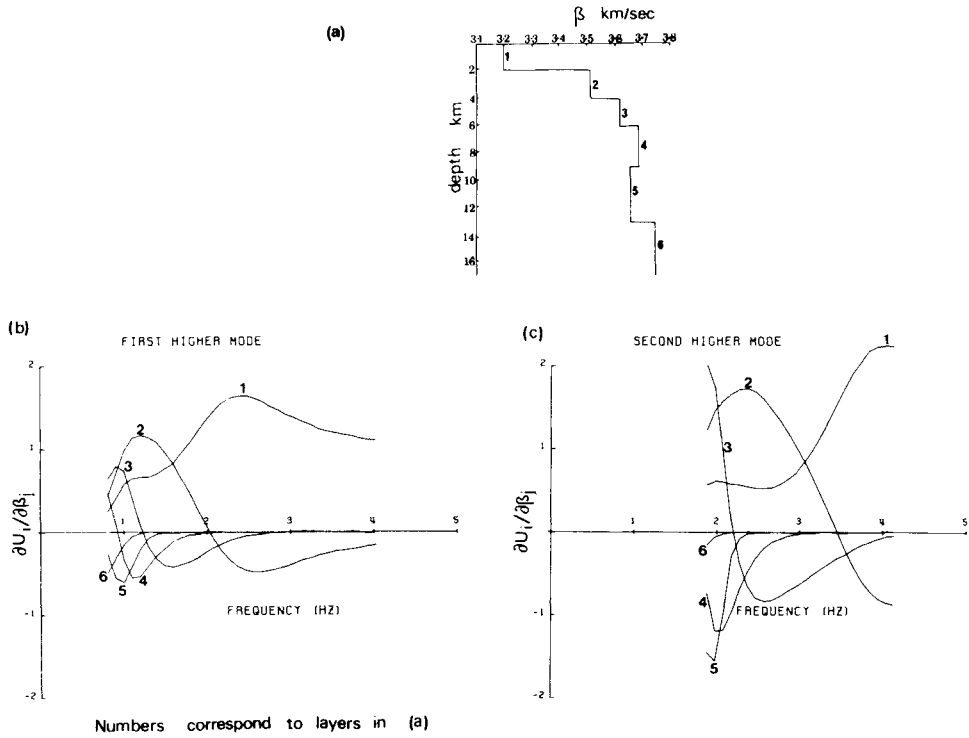 (a)
β km/sec
3·1 3·2 3·3 3·4 3·5 3·6 3·7 3·8
depth km
2
4
6
8
10
12
14
16
1
2
3
4
5
6
(b)
FIRST HIGHER MODE
∂Ui/∂βj
2
1
-1
-2
1 2 3 4 5
1
2
3
4
5
6
FREQUENCY (HZ)
(c)
SECOND HIGHER MODE
∂Ui/∂βj
2
1
-1
-2
1 2 3 4 5
1
2
3
4
5
6
FREQUENCY (HZ)
Numbers correspond to layers in (a)